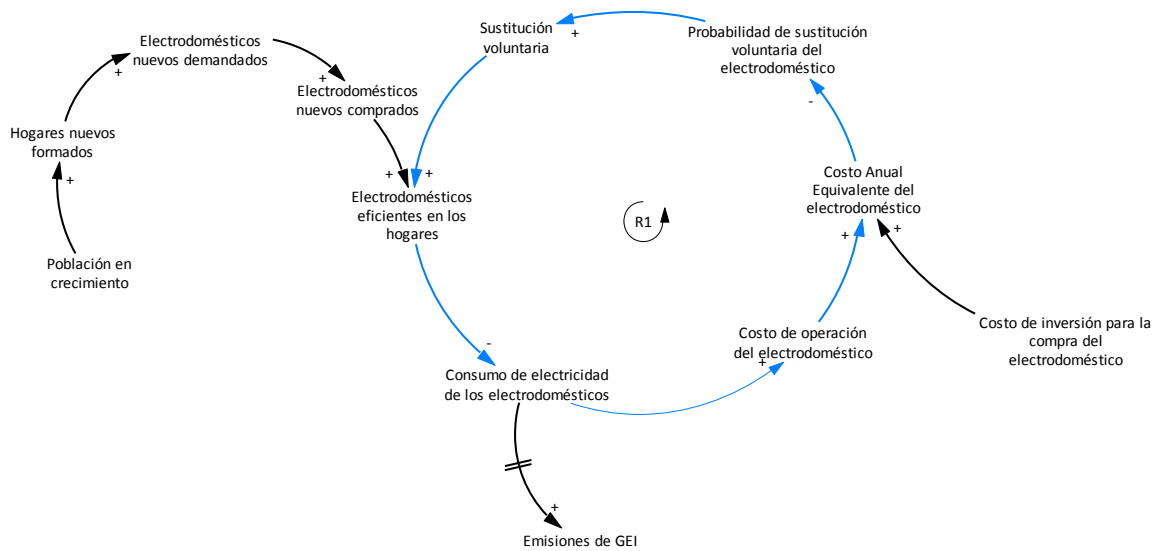 Sustitución
voluntaria
+
Probabilidad de sustitución
voluntaria del
electrodoméstico
-
Electrodomésticos
nuevos demandados
+
+
Electrodomésticos
nuevos comprados
Hogares nuevos
formados
+
Población en
crecimiento
+ +
Electrodomésticos
eficientes en los
hogares
R1
Costo Anual
Equivalente del
electrodoméstico
+ +
Costo de inversión para la
compra del
electrodoméstico
Costo de operación
del electrodoméstico
+
-
Consumo de electricidad
de los electrodomésticos
+
Emisiones de GEI